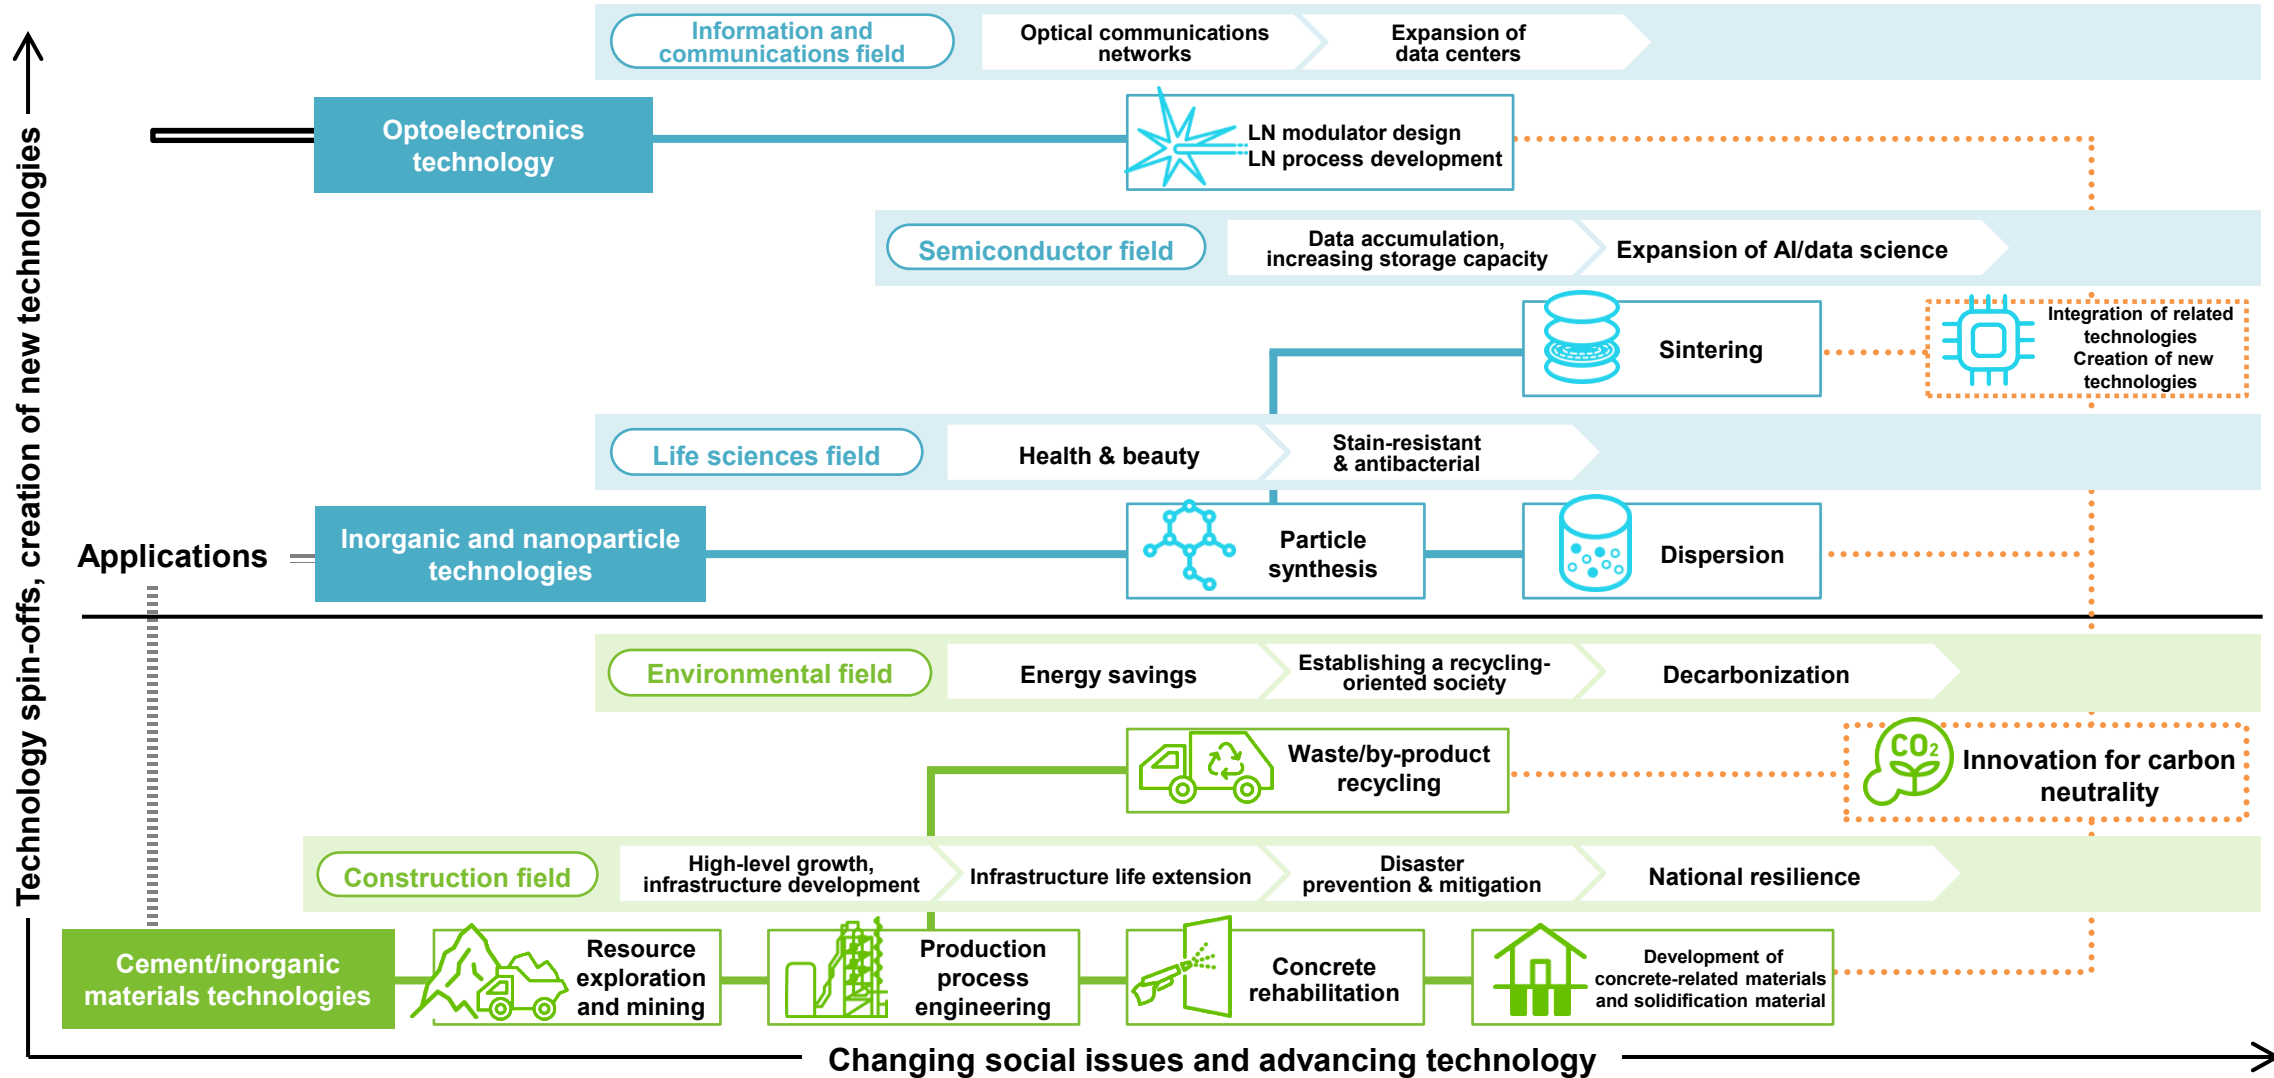 Technology spin-offs, creation of new technologies
Information and
communications field
Optical communications
networks
Expansion of
data centers
Optoelectronics
technology
LN modulator design
LN process development
Semiconductor field
Data accumulation,
increasing storage capacity
Expansion of AI/data science
Sintering
Integration of related
technologies
Creation of new
technologies
Life sciences field
Health & beauty
Stain-resistant
& antibacterial
Applications
Inorganic and nanoparticle
technologies
Particle
synthesis
Dispersion
Environmental field
Energy savings
Establishing a recycling-
oriented society
Decarbonization
Waste/by-product
recycling
CO2
Innovation for carbon
neutrality
Construction field
High-level growth,
infrastructure development
Infrastructure life extension
Disaster
prevention & mitigation
National resilience
Cement/inorganic
materials technologies
Resource
exploration
and mining
Production
process
engineering
Concrete
rehabilitation
Development of
concrete-related materials
and solidification material
Changing social issues and advancing technology